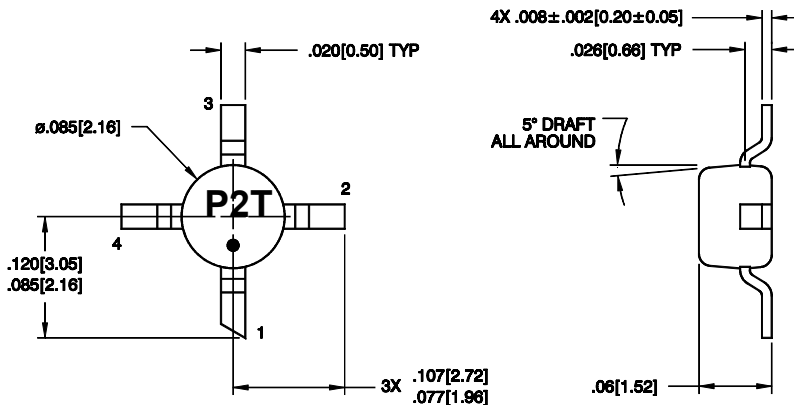 4X .008±.002[0.20±0.05]
.020[0.50] TYP
.026[0.66] TYP
3
ø.085[2.16]
5° DRAFT
ALL AROUND
P2T
2
4
.120[3.05]
.085[2.16]
1
3X .107[2.72]
.077[1.96]
.06[1.52]